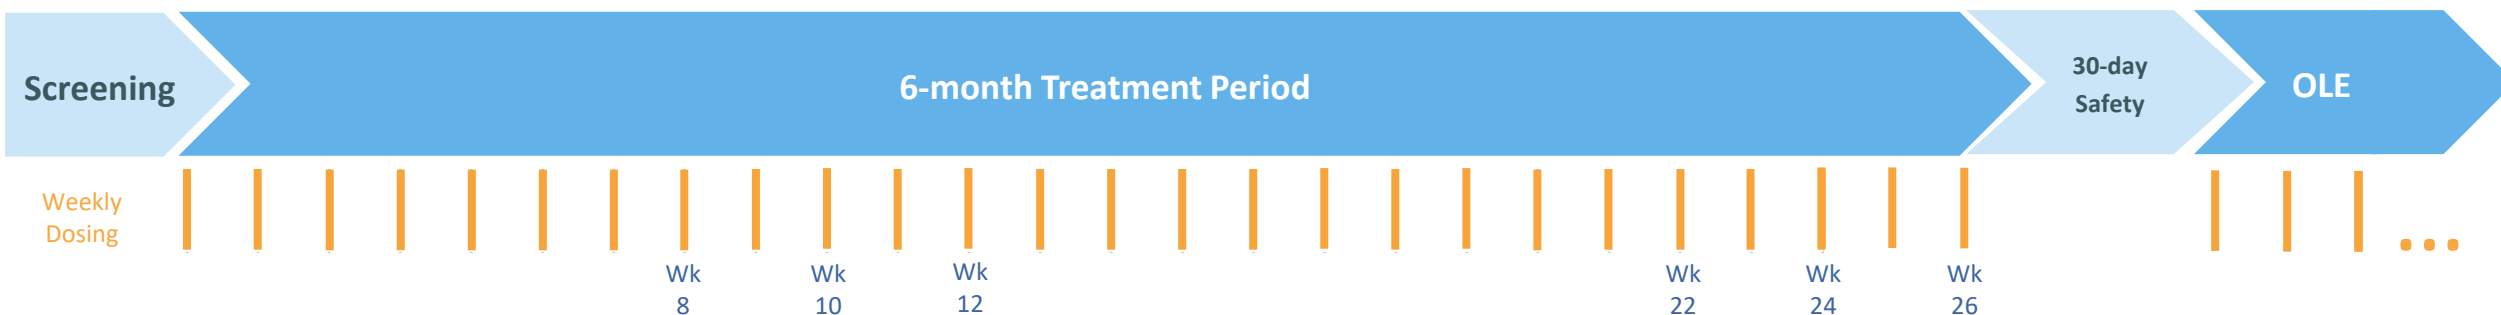 Screening
6-month Treatment Period
30-day
Safety
OLE
Weekly
Dosing
...
Wk
8
Wk
10
Wk
12
Wk
22
Wk
24
Wk
26